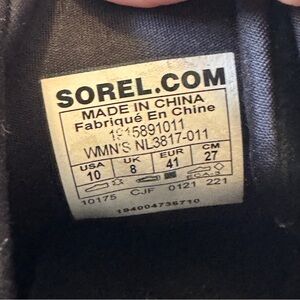 SOREL.COM
MADE IN CHINA
Fabriqué En Chine
1915891011
WMN'S NL3817-011
USA UK EUR CM
10 8 41 27
10175 CJF 0121 221
194004736710